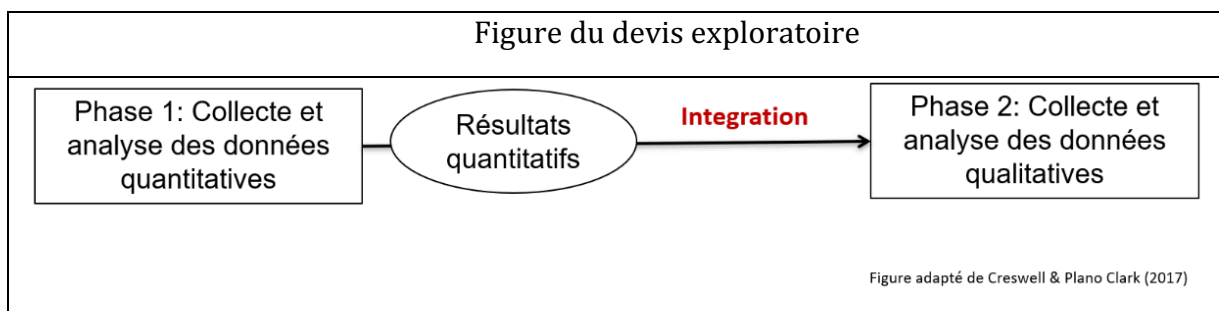 Figure du devis exploratoire
Phase 1: Collecte et
analyse des données
quantitatives
Résultats
quantitatifs
Integration
Phase 2: Collecte et
analyse des données
qualitatives
Figure adapté de Creswell & Plano Clark (2017)